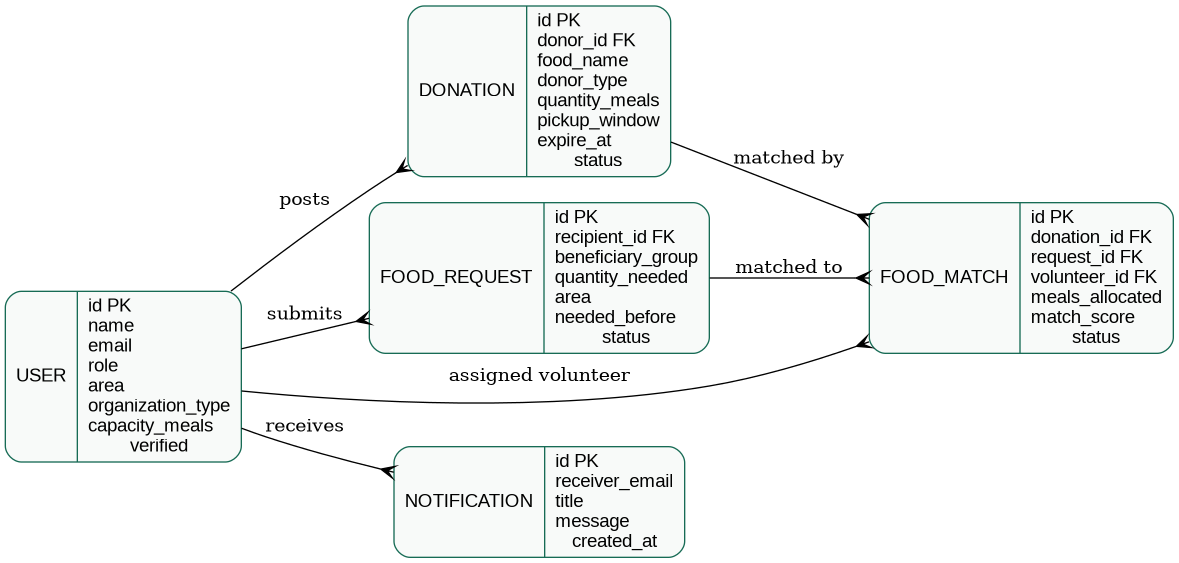 USER
id PK
name
email
role
area
organization_type
capacity_meals
verified
posts
submits
assigned volunteer
receives
DONATION
id PK
donor_id FK
food_name
donor_type
quantity_meals
pickup_window
expire_at
status
FOOD_REQUEST
id PK
recipient_id FK
beneficiary_group
quantity_needed
area
needed_before
status
NOTIFICATION
id PK
receiver_email
title
message
created_at
matched by
matched to
FOOD_MATCH
id PK
donation_id FK
request_id FK
volunteer_id FK
meals_allocated
match_score
status